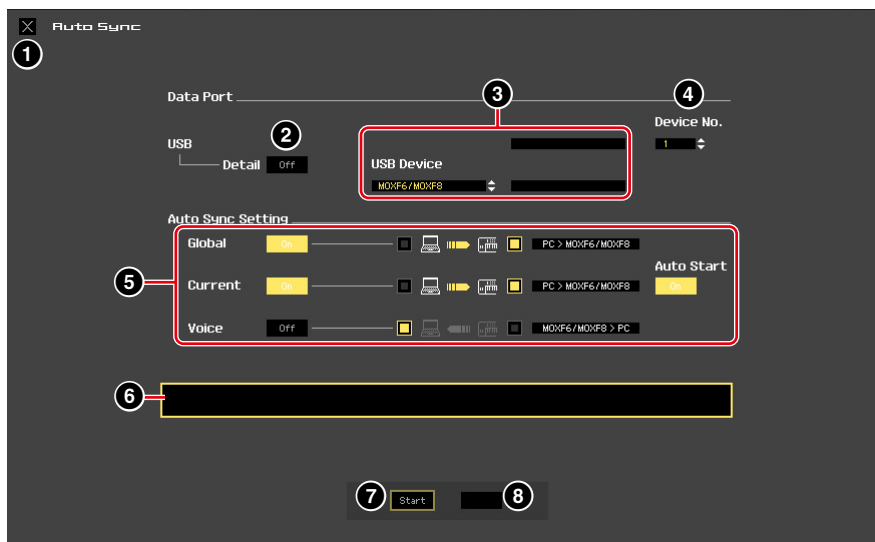 Auto Sync
1
Data Port
3
4
Device No.
2
USB
1
Detail Off
USB Device
MOXF6/MOXF8
Auto Sync Setting
Global On PC > MOXF6/MOXF8
Auto Start
5
Current On PC > MOXF6/MOXF8 On
Voice Off MOXF6/MOXF8 > PC
6
7 Start 8